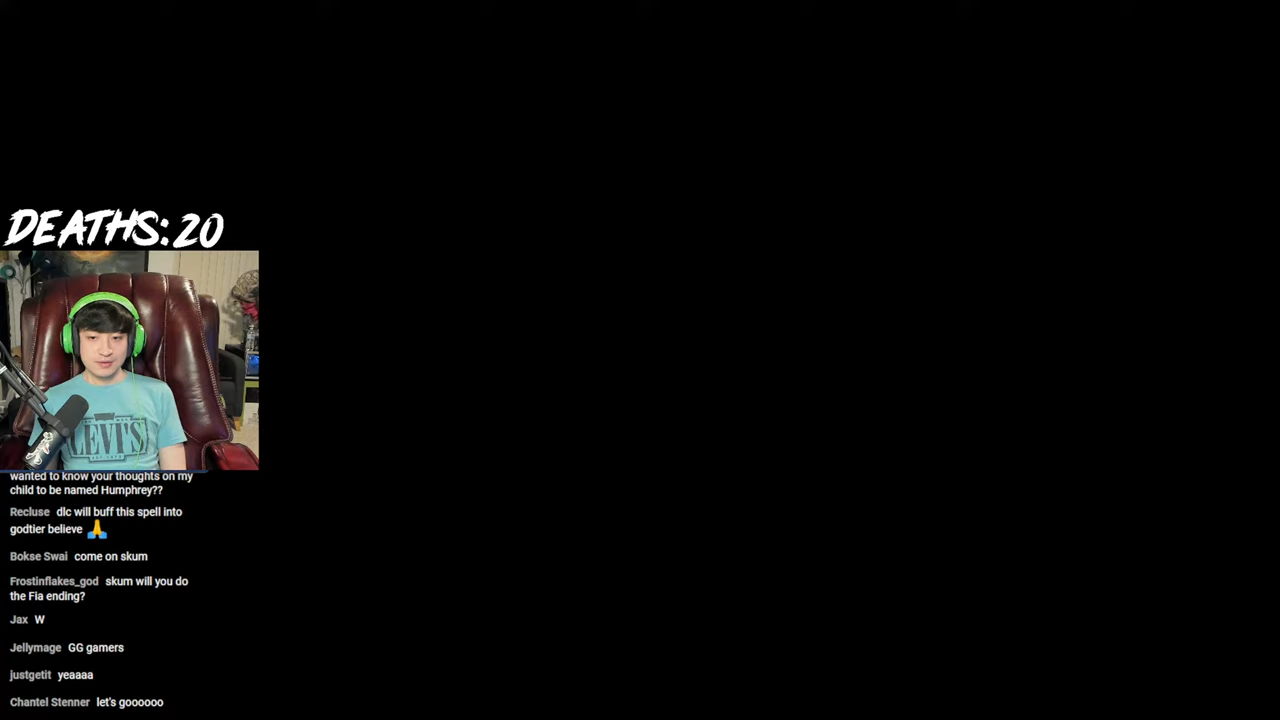 DEATHS:20
LEVI'S
wanted to know your thoughts on my
child to be named Humphrey??
Recluse dlc will buff this spell into
godtier believe 🙏
Bokse Swai come on skum
Frostinflakes_god skum will you do
the Fia ending?
Jax W
Jellymage GG gamers
justgetit yeaaaa
Chantel Stenner let's goooooo